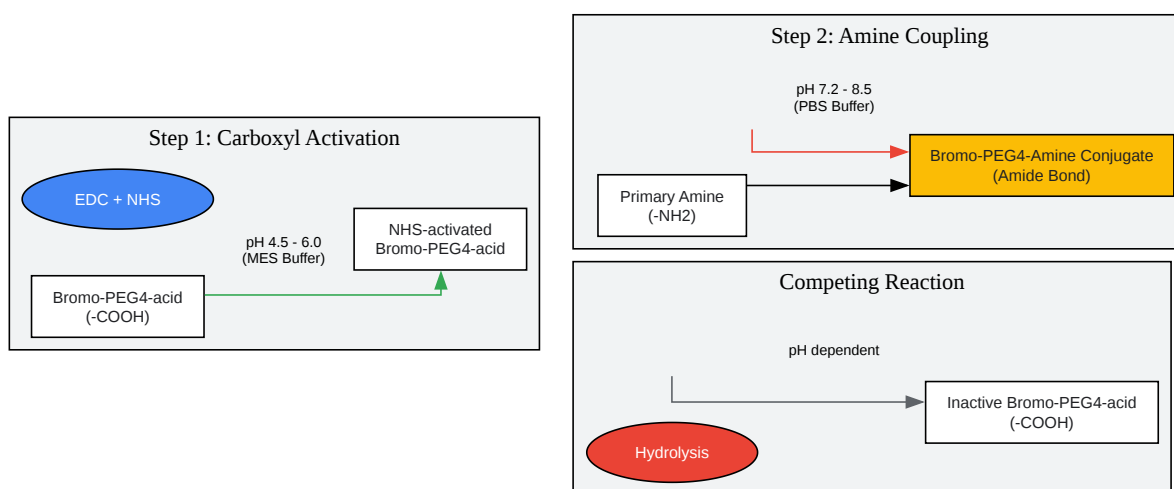 Step 1: Carboxyl Activation
EDC + NHS
pH 4.5 - 6.0
(MES Buffer)
NHS-activated
Bromo-PEG4-acid
Bromo-PEG4-acid
(-COOH)
Step 2: Amine Coupling
pH 7.2 - 8.5
(PBS Buffer)
Primary Amine
(-NH2)
Bromo-PEG4-Amine Conjugate
(Amide Bond)
Competing Reaction
pH dependent
Hydrolysis
Inactive Bromo-PEG4-acid
(-COOH)